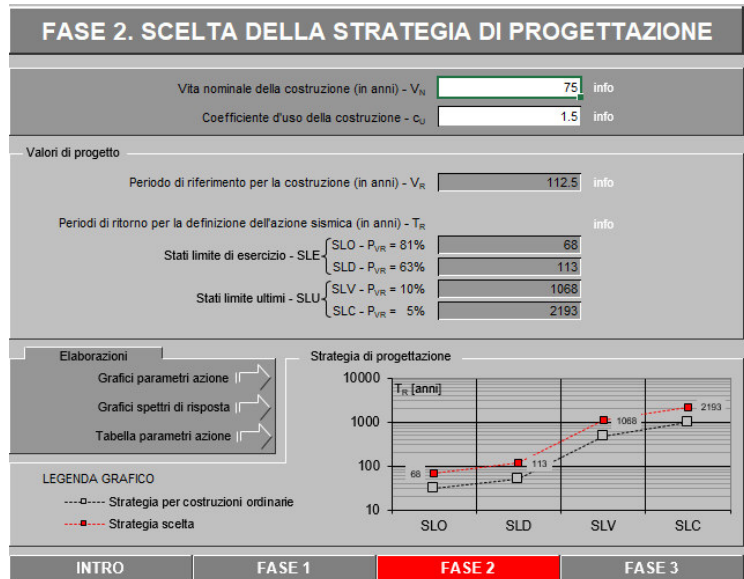 FASE 2. SCELTA DELLA STRATEGIA DI PROGETTAZIONE
Vita nominale della costruzione (in anni) - VN 75 info
Coefficiente d'uso della costruzione - cU 1.5 info
Valori di progetto
Periodo di riferimento per la costruzione (in anni) - VR 112.5 info
Periodi di ritorno per la definizione dell'azione sismica (in anni) - TR info
Stati limite di esercizio - SLE
SLO - PVR = 81% 68
SLD - PVR = 63% 113
Stati limite ultimi - SLU
SLV - PVR = 10% 1068
SLC - PVR = 5% 2193
Elaborazioni
Grafici parametri azione
Grafici spettri di risposta
Tabella parametri azione
LEGENDA GRAFICO
Strategia per costruzioni ordinarie
Strategia scelta
Strategia di progettazione
TR [anni]
10000
1000
100
10
68
113
1068
2193
SLO SLD SLV SLC
INTRO FASE 1 FASE 2 FASE 3